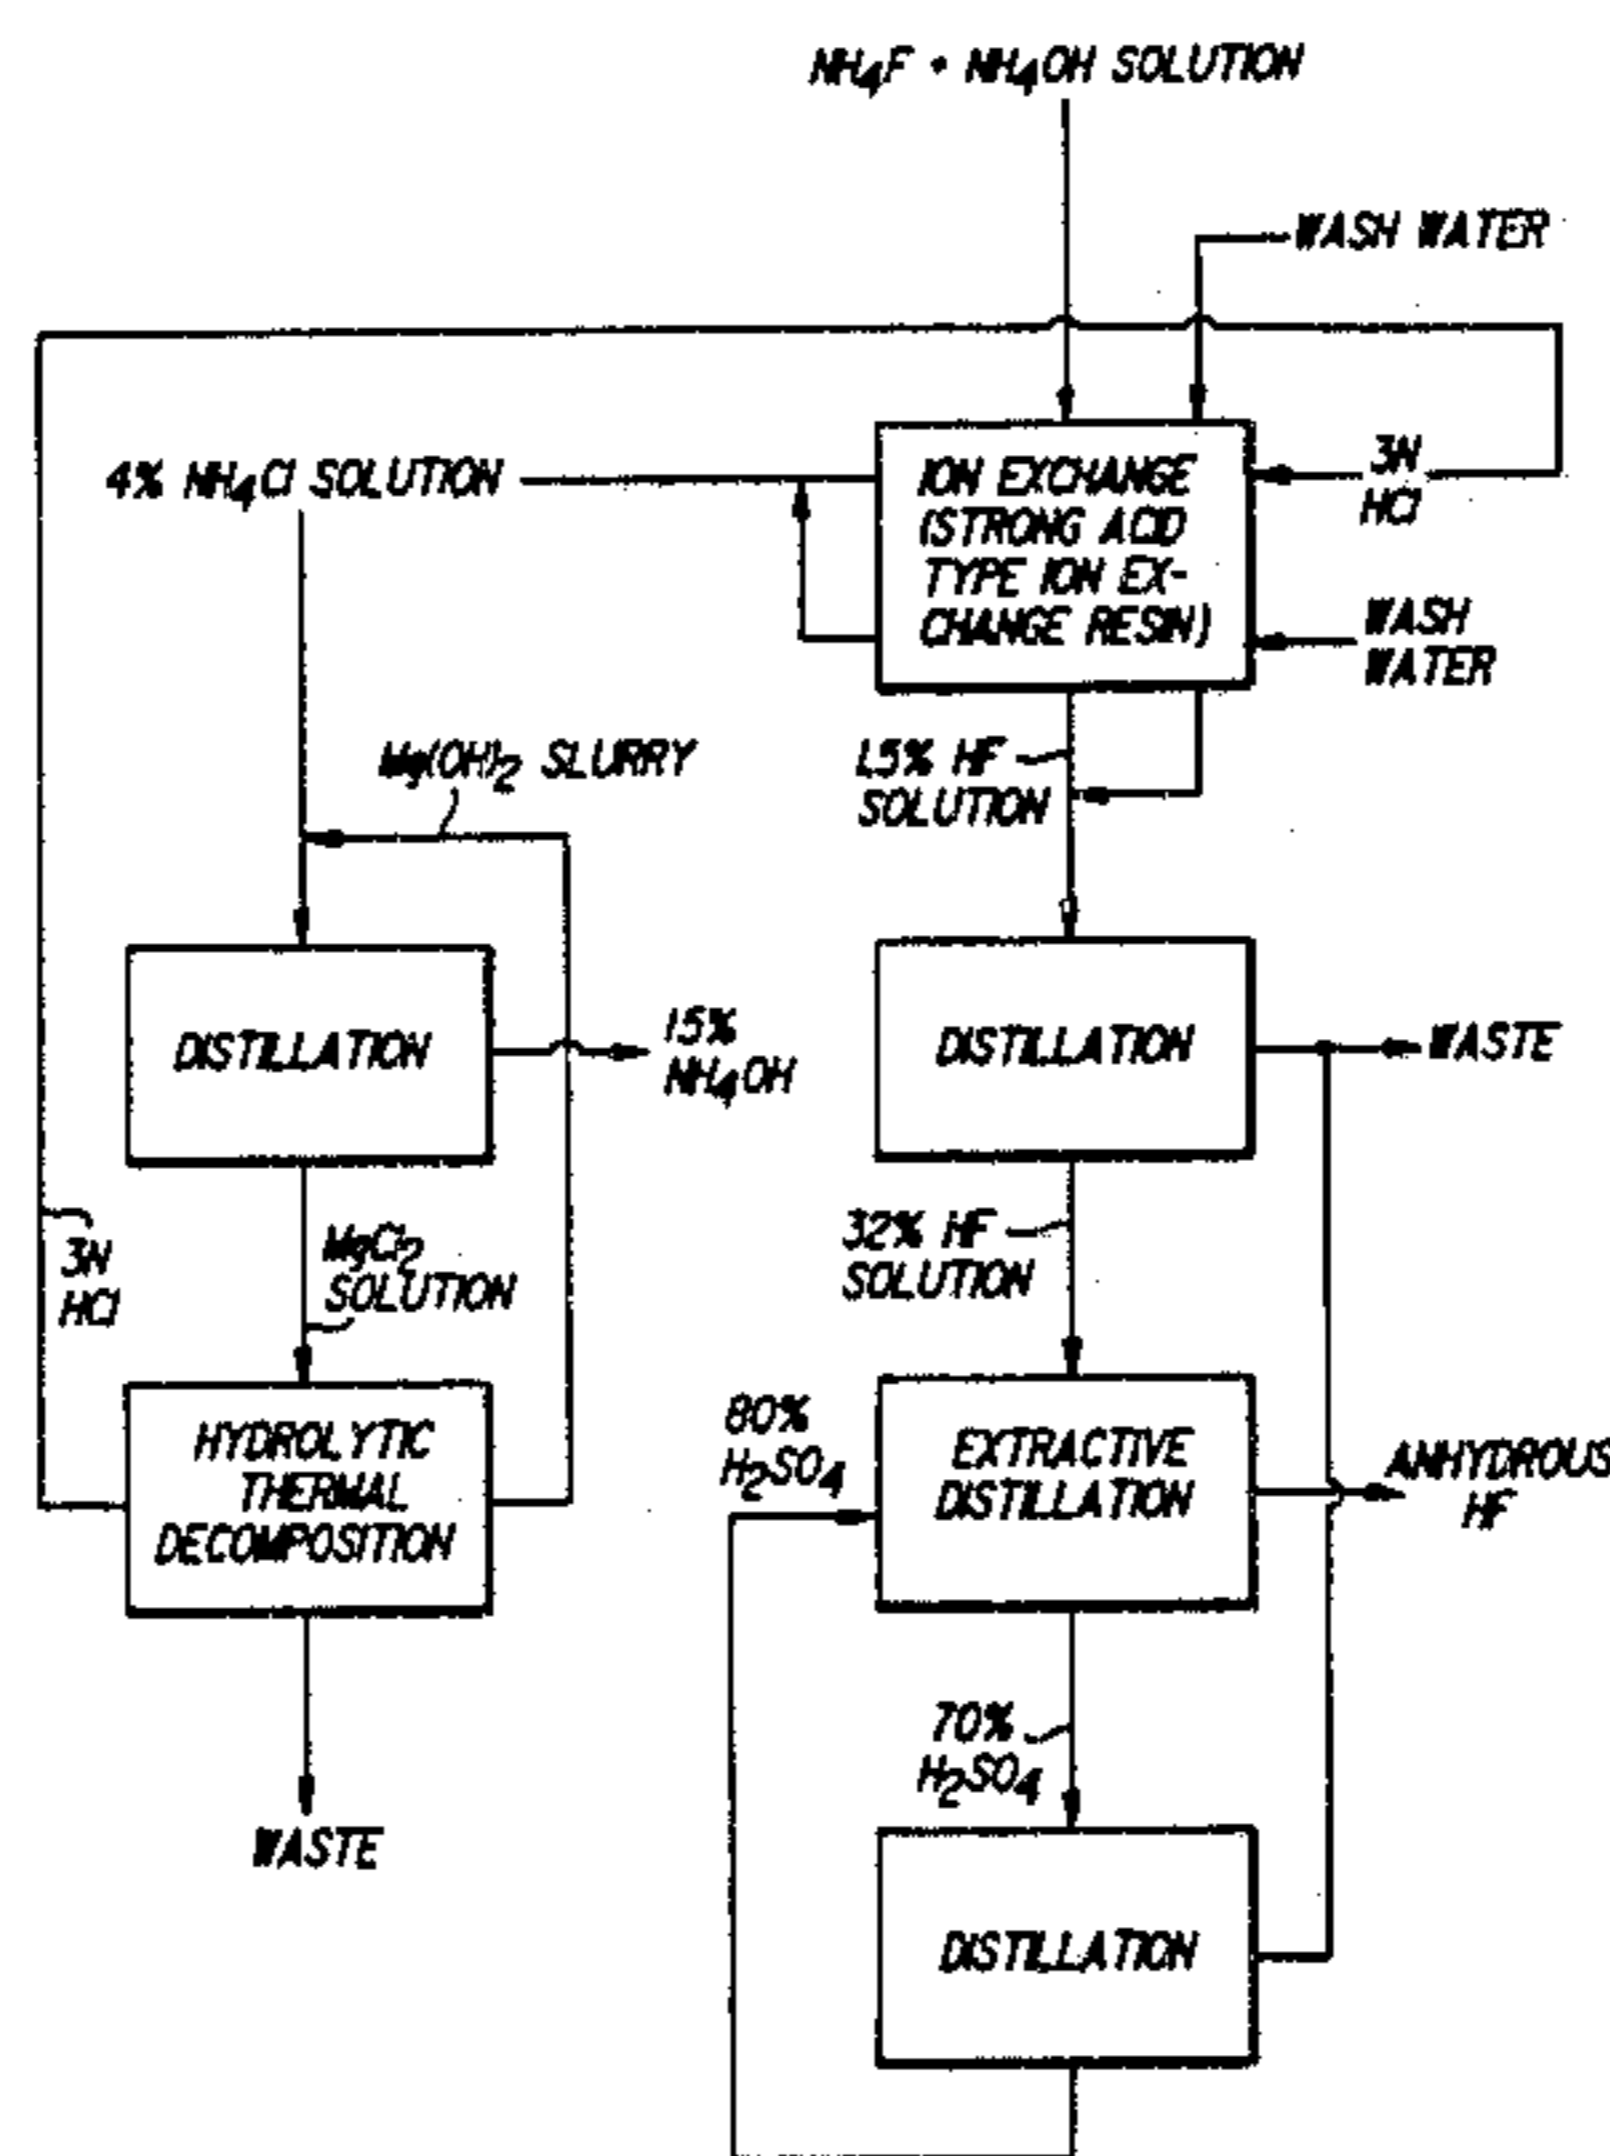 NH4F + NH4OH SOLUTION
WASH WATER
4% NH4Cl SOLUTION
ION EXCHANGE
(STRONG ACID
TYPE ION EX-
CHANGE RESIN)
3N
HCl
WASH
WATER
Mg(OH)2 SLURRY
1.5% HF
SOLUTION
DISTILLATION
15%
NH4OH
DISTILLATION
WASTE
3N
HCl
MgCl2
SOLUTION
32% HF
SOLUTION
HYDROLYTIC
THERMAL
DECOMPOSITION
80%
H2SO4
EXTRACTIVE
DISTILLATION
ANHYDROUS
HF
70%
H2SO4
WASTE
DISTILLATION